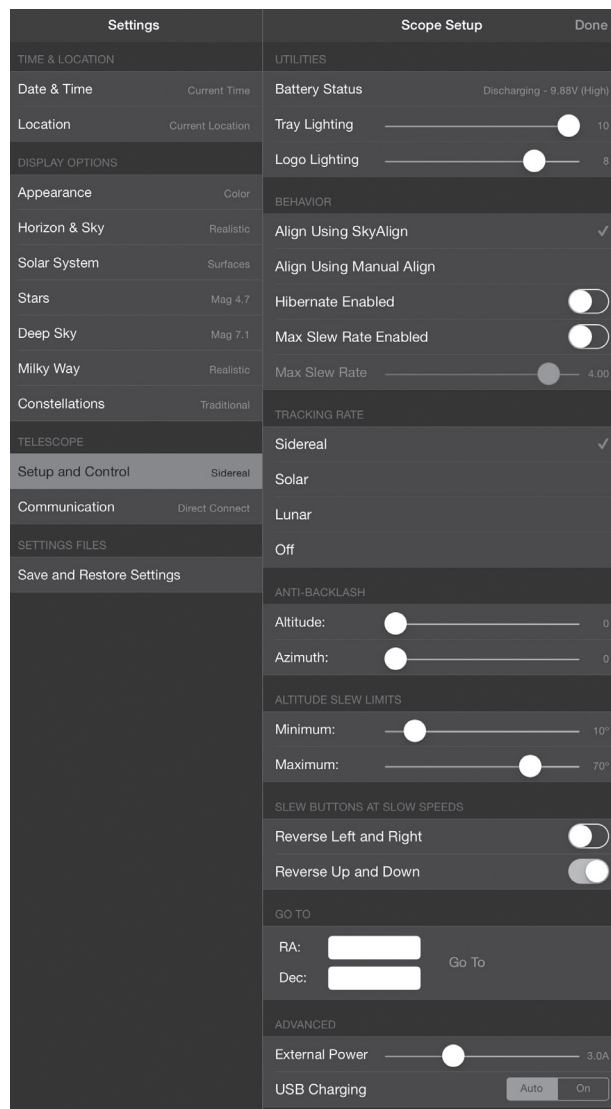 Settings
TIME & LOCATION
Date & Time Current Time
Location Current Location
DISPLAY OPTIONS
Appearance Color
Horizon & Sky Realistic
Solar System Surfaces
Stars Mag 4.7
Deep Sky Mag 7.1
Milky Way Realistic
Constellations Traditional
TELESCOPE
Setup and Control Sidereal
Communication Direct Connect
SETTINGS FILES
Save and Restore Settings
Scope Setup Done
UTILITIES
Battery Status Discharging - 9.88V (High)
Tray Lighting 10
Logo Lighting 8
BEHAVIOR
Align Using SkyAlign
Align Using Manual Align
Hibernate Enabled
Max Slew Rate Enabled
Max Slew Rate 4.00
TRACKING RATE
Sidereal
Solar
Lunar
Off
ANTI-BACKLASH
Altitude: 0
Azimuth: 0
ALTITUDE SLEW LIMITS
Minimum: 10°
Maximum: 70°
SLEW BUTTONS AT SLOW SPEEDS
Reverse Left and Right
Reverse Up and Down
GO TO
RA:
Go To
Dec:
ADVANCED
External Power 3.0A
USB Charging Auto On